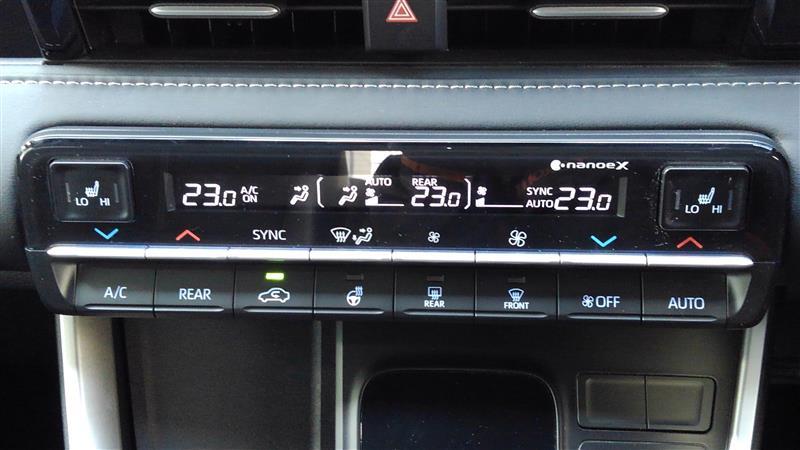 nanoeX
AUTO REAR
23.0 A/C ON 23.0 SYNC AUTO 23.0
LO HI
LO HI
SYNC
A/C REAR REAR FRONT OFF AUTO